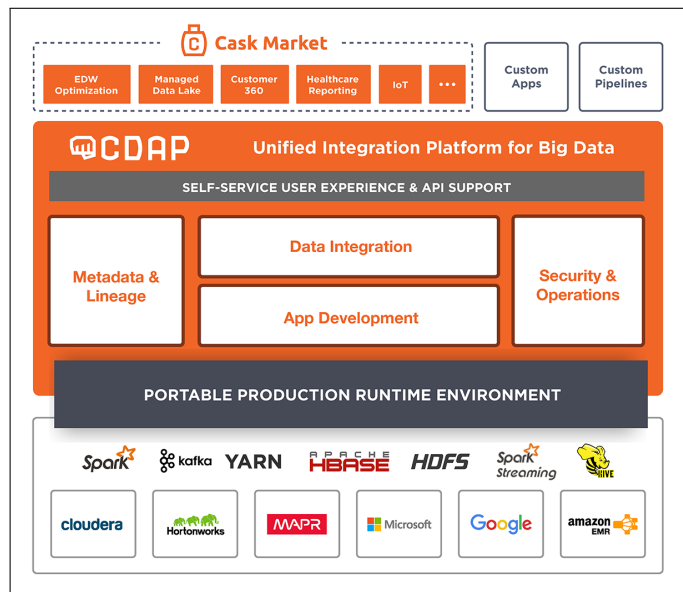 C Cask Market
EDW
Optimization
Managed
Data Lake
Customer
360
Healthcare
Reporting
IoT
•••
Custom
Apps
Custom
Pipelines
CDAP
Unified Integration Platform for Big Data
SELF-SERVICE USER EXPERIENCE & API SUPPORT
Metadata &
Lineage
Data Integration
App Development
Security &
Operations
PORTABLE PRODUCTION RUNTIME ENVIRONMENT
Spark
kafka
YARN
APACHE
HBASE
HDFS
Spark
Streaming
HIVE
cloudera
Hortonworks
MAPR
Microsoft
Google
amazon
EMR